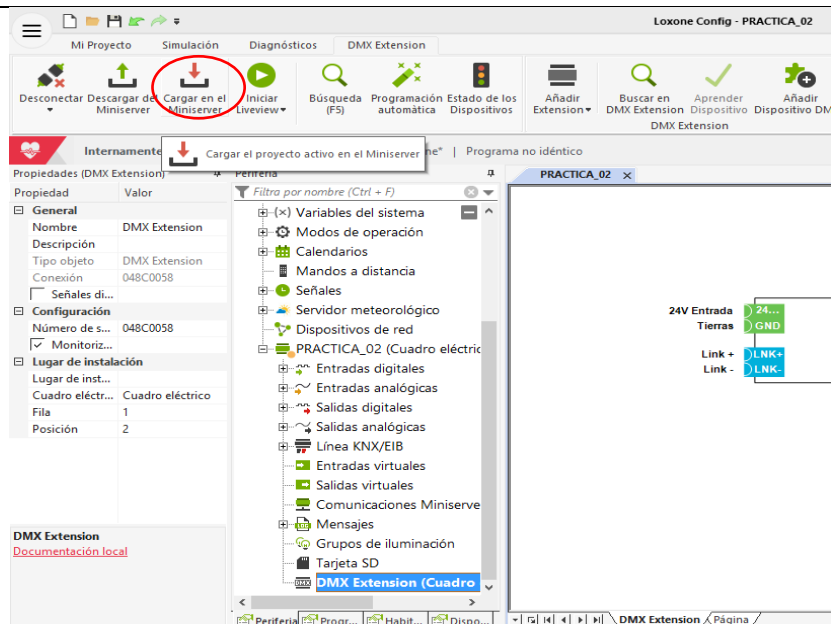 Loxone Config - PRACTICA_02
Mi Proyecto Simulación Diagnósticos DMX Extension
Desconectar Descargar del Cargar en el Iniciar Búsqueda Programación Estado de los Añadir Buscar en Aprender Añadir
Miniserver Miniserver Liveview (F5) automática Dispositivos Extension DMX Extension Dispositivo Dispositivo DM
DMX Extension
Internamente Cargar el proyecto activo en el Miniserver ne* | Programa no idéntico
Propiedades (DMX Extension) Periferia PRACTICA_02
Propiedad Valor Filtra por nombre (Ctrl + F)
General
Nombre DMX Extension
Descripción
Tipo objeto DMX Extension
Conexión 048C0058
Señales di...
Configuración
Número de s... 048C0058
Monitoriz...
Lugar de instalación
Lugar de inst...
Cuadro eléctr... Cuadro eléctrico
Fila 1
Posición 2
DMX Extension
Documentación local
(×) Variables del sistema
Modos de operación
Calendarios
Mandos a distancia
Señales
Servidor meteorológico
Dispositivos de red
PRACTICA_02 (Cuadro eléctric
Entradas digitales
Entradas analógicas
Salidas digitales
Salidas analógicas
Línea KNX/EIB
Entradas virtuales
Salidas virtuales
Comunicaciones Miniserve
Mensajes
Grupos de iluminación
Tarjeta SD
DMX Extension (Cuadro
Periferia Progr... Habit... Dispo...
24V Entrada 24...
Tierras GND
Link + LNK+
Link - LNK-
DMX Extension Página